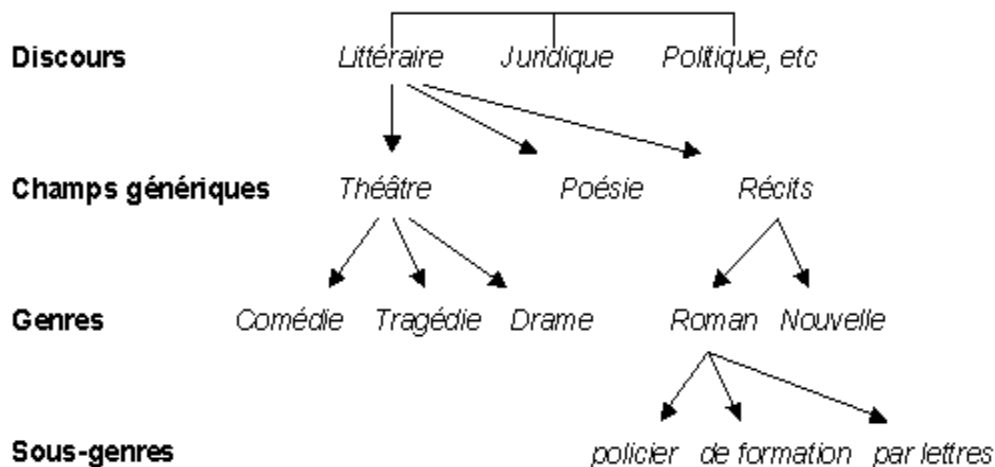 Discours Littéraire Juridique Politique, etc
Champs génériques Théâtre Poésie Récits
Genres Comédie Tragédie Drame Roman Nouvelle
Sous-genres policier de formation par lettres